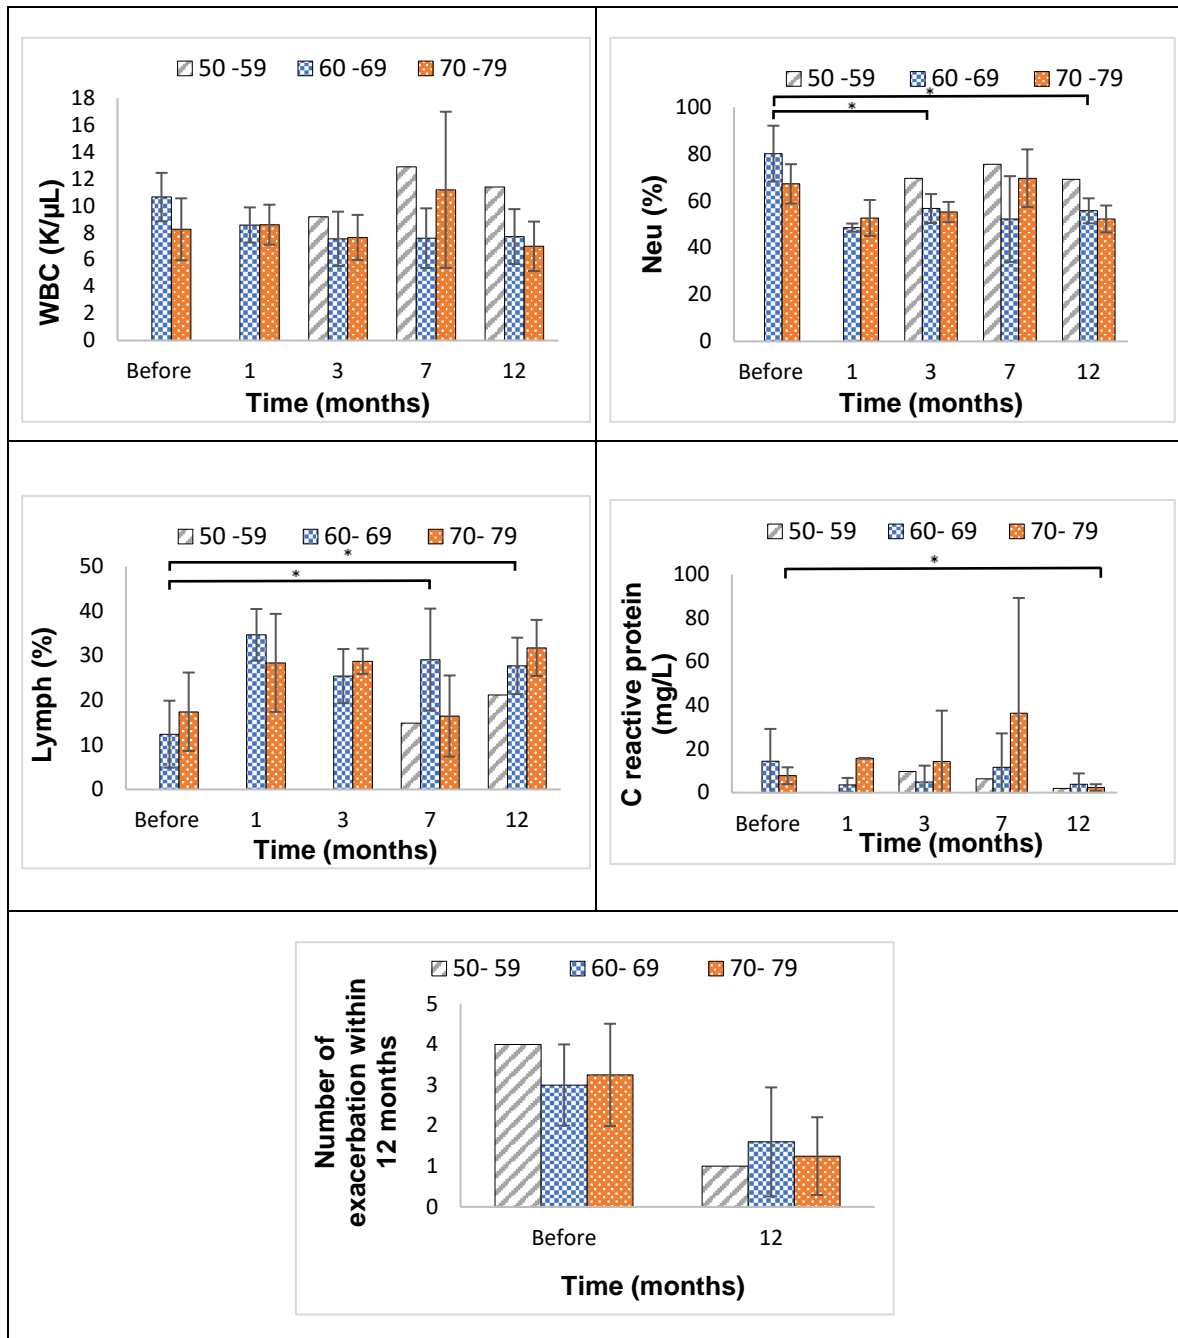 50 -59 60 -69 70 -79
18
16
14
12
10
8
6
4
2
0
WBC (K/µL)
Before 1 3 7 12
Time (months)
50 -59 60 -69 70 -79
*
*
100
80
60
40
20
0
Neu (%)
Before 1 3 7 12
Time (months)
50 -59 60- 69 70- 79
*
*
50
40
30
20
10
0
Lymph (%)
Before 1 3 7 12
Time (months)
50- 59 60- 69 70- 79
*
100
80
60
40
20
0
C reactive protein
(mg/L)
Before 1 3 7 12
Time (months)
50- 59 60- 69 70- 79
5
4
3
2
1
0
Number of
exacerbation within
12 months
Before 12
Time (months)